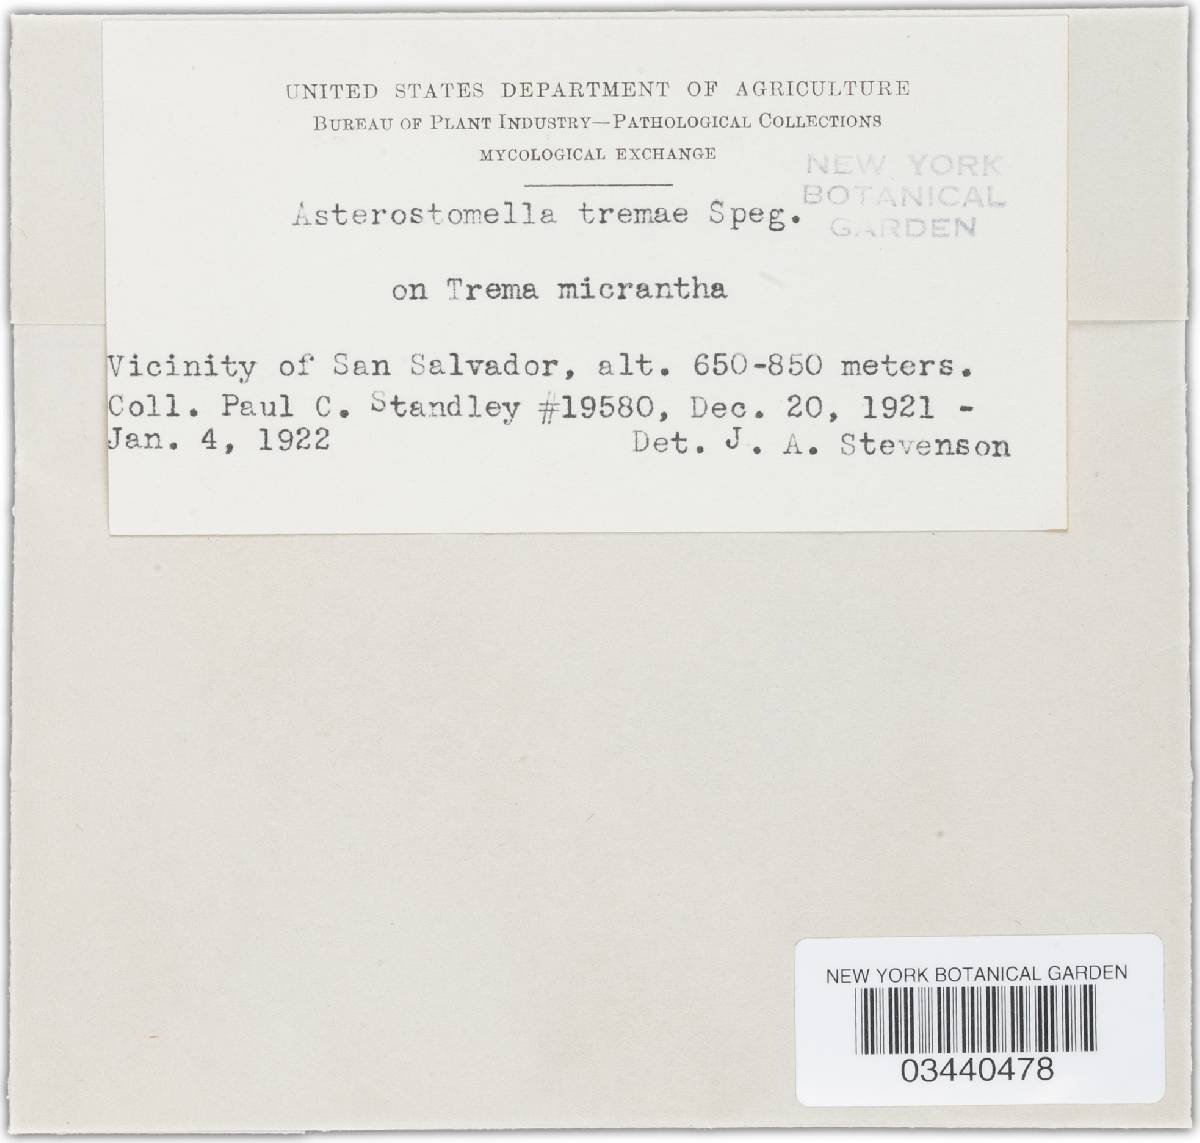 UNITED STATES DEPARTMENT OF AGRICULTURE
BUREAU OF PLANT INDUSTRY—PATHOLOGICAL COLLECTIONS
MYCOLOGICAL EXCHANGE
NEW YORK
BOTANICAL
GARDEN
Asterostomella tremae Speg.
on Trema micrantha
Vicinity of San Salvador, alt. 650-850 meters.
Coll. Paul C. Standley #19580, Dec. 20, 1921 -
Jan. 4, 1922 Det. J. A. Stevenson
NEW YORK BOTANICAL GARDEN
03440478